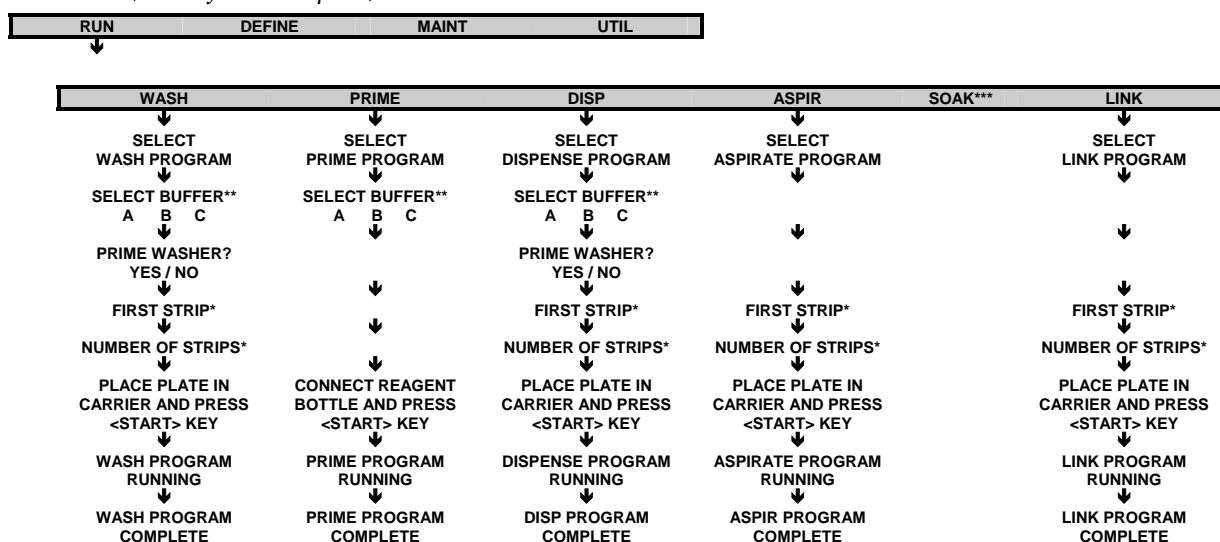 RUN DEFINE MAINT UTIL
WASH PRIME DISP ASPIR SOAK*** LINK
SELECT SELECT SELECT SELECT SELECT
WASH PROGRAM PRIME PROGRAM DISPENSE PROGRAM ASPIRATE PROGRAM LINK PROGRAM
SELECT BUFFER** SELECT BUFFER** SELECT BUFFER**
A B C A B C A B C
PRIME WASHER? PRIME WASHER?
YES / NO YES / NO
FIRST STRIP* FIRST STRIP* FIRST STRIP* FIRST STRIP*
NUMBER OF STRIPS* NUMBER OF STRIPS* NUMBER OF STRIPS* NUMBER OF STRIPS*
PLACE PLATE IN CONNECT REAGENT PLACE PLATE IN PLACE PLATE IN PLACE PLATE IN
CARRIER AND PRESS BOTTLE AND PRESS CARRIER AND PRESS CARRIER AND PRESS CARRIER AND PRESS
<START> KEY <START> KEY <START> KEY <START> KEY <START> KEY
WASH PROGRAM PRIME PROGRAM DISPENSE PROGRAM ASPIRATE PROGRAM LINK PROGRAM
RUNNING RUNNING RUNNING RUNNING RUNNING
WASH PROGRAM PRIME PROGRAM DISP PROGRAM ASPIR PROGRAM LINK PROGRAM
COMPLETE COMPLETE COMPLETE COMPLETE COMPLETE